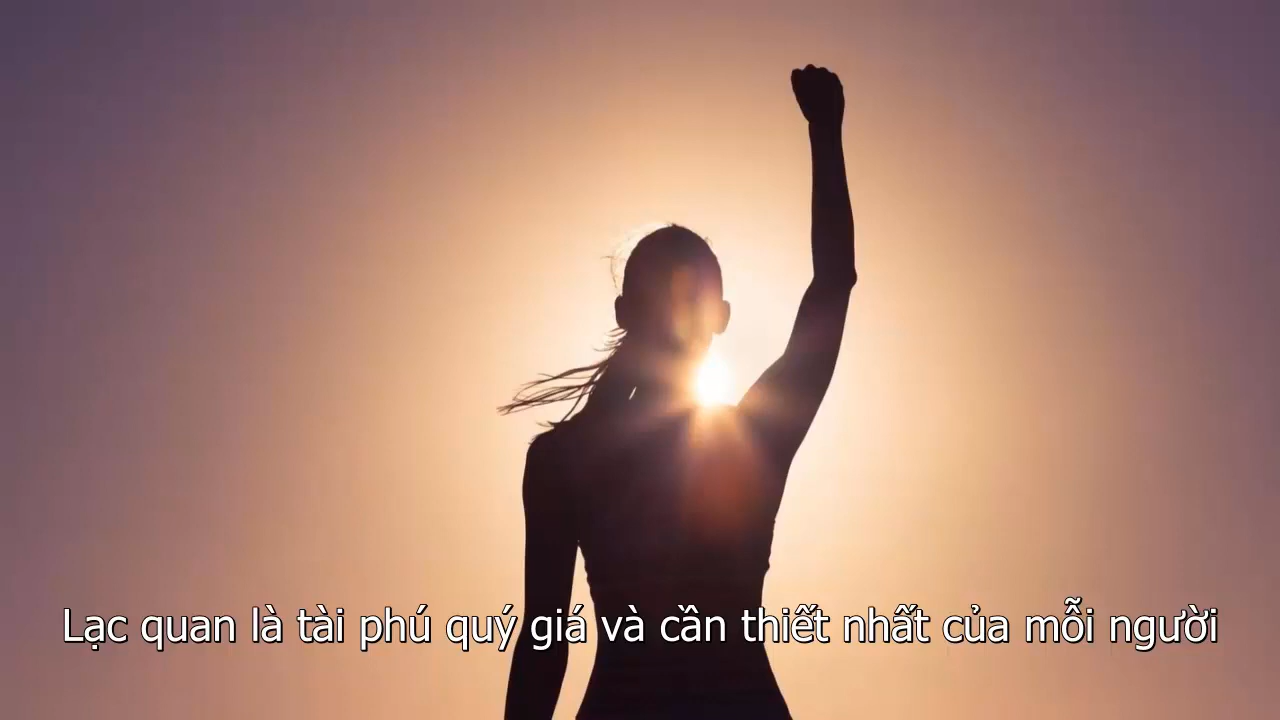 Lạc quan là tài phú quý giá và cần thiết nhất của mỗi người